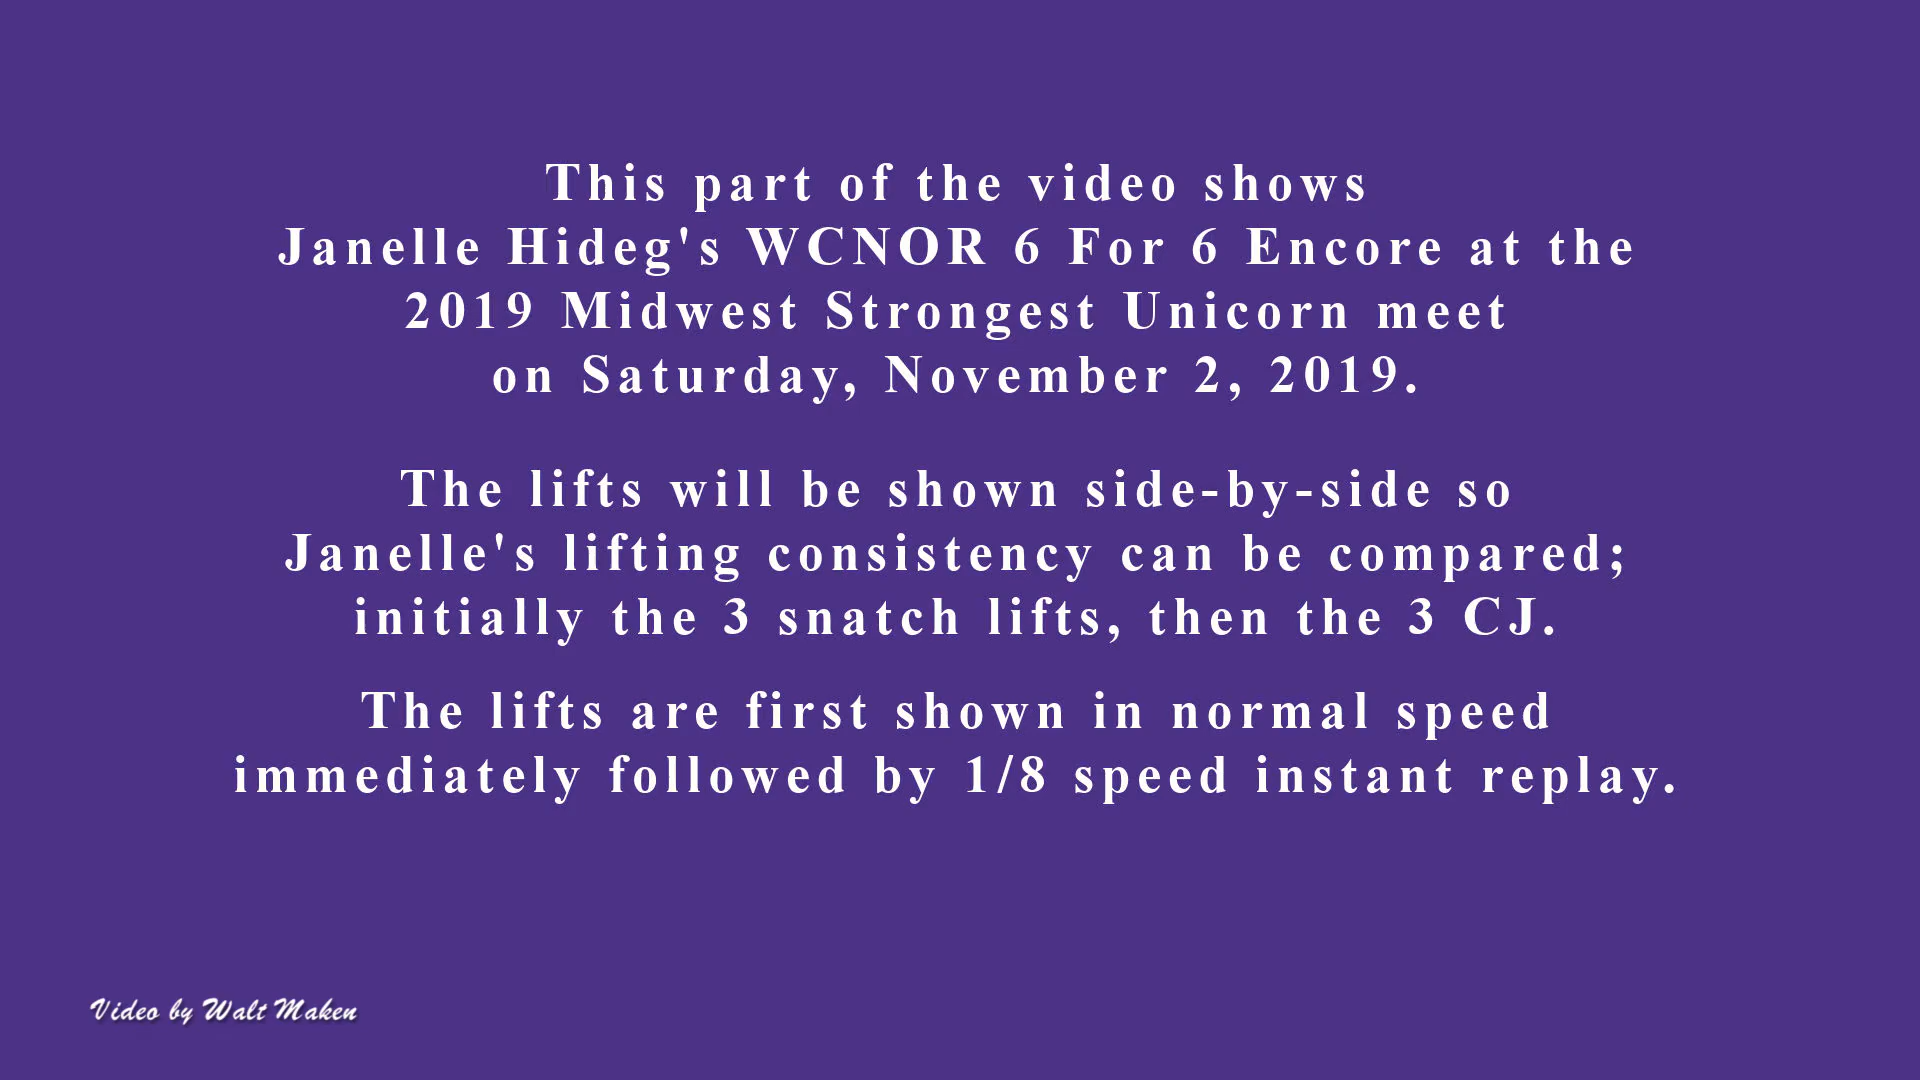 This part of the video shows
Janelle Hideg's WCNOR 6 For 6 Encore at the
2019 Midwest Strongest Unicorn meet
on Saturday, November 2, 2019.
The lifts will be shown side-by-side so
Janelle's lifting consistency can be compared;
initially the 3 snatch lifts, then the 3 CJ.
The lifts are first shown in normal speed
immediately followed by 1/8 speed instant replay.
Video by Walt Maken